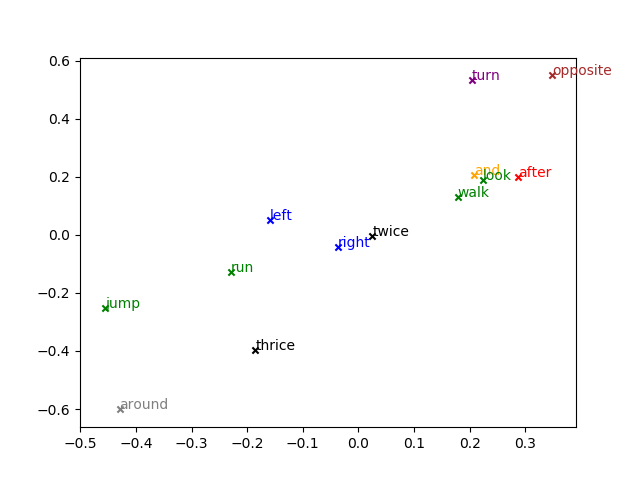 0.6
0.4
0.2
0.0
−0.2
−0.4
−0.6
turn
opposite
and
look
after
walk
left
twice
right
run
jump
thrice
around
−0.5
−0.4
−0.3
−0.2
−0.1
0.0
0.1
0.2
0.3